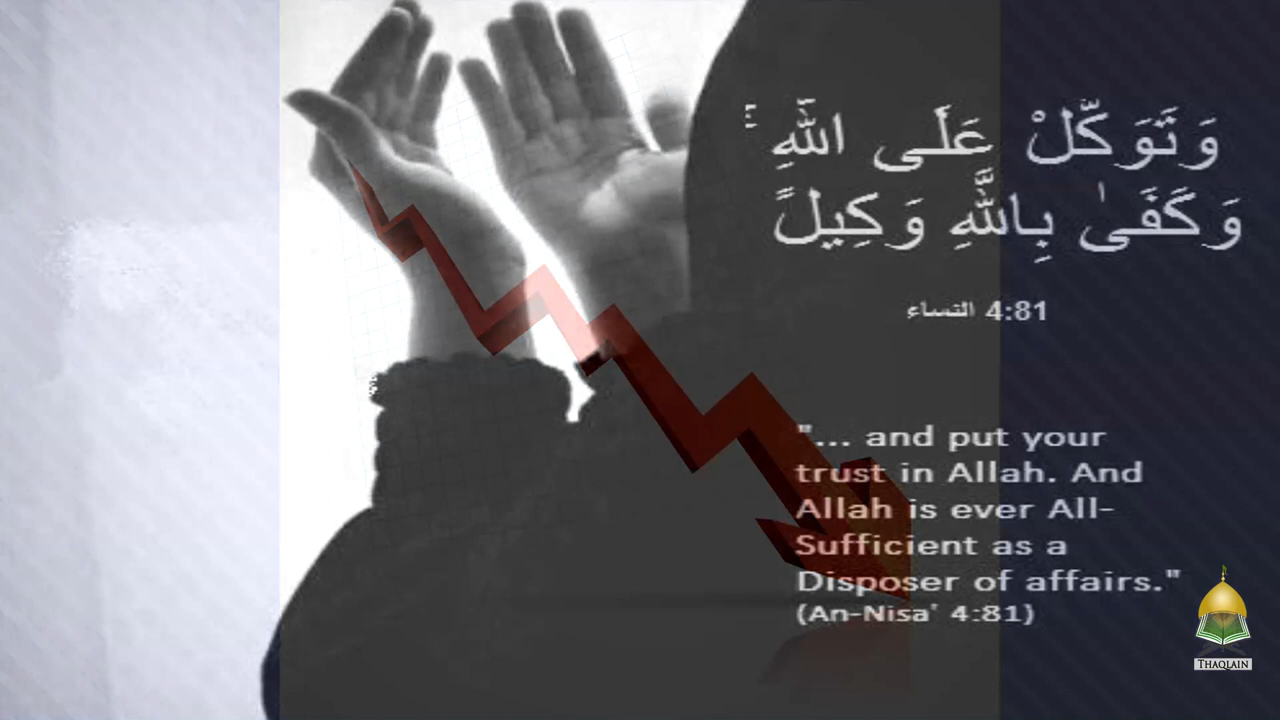 وَتَوَكَّلْ عَلَى اللَّهِ ۚ
وَكَفَىٰ بِاللَّهِ وَكِيلً
4:81 النساء
"... and put your
trust in Allah. And
Allah is ever All-
Sufficient as a
Disposer of affairs."
(An-Nisa' 4:81)
THAQLAIN